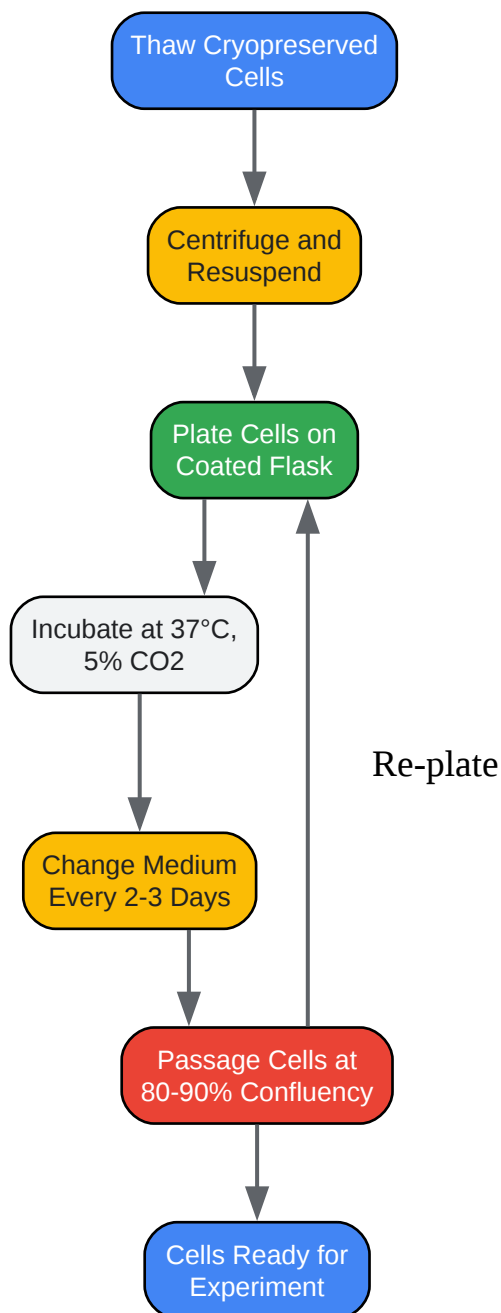 Thaw Cryopreserved
Cells
Centrifuge and
Resuspend
Plate Cells on
Coated Flask
Incubate at 37°C,
5% CO2
Re-plate
Change Medium
Every 2-3 Days
Passage Cells at
80-90% Confluency
Cells Ready for
Experiment